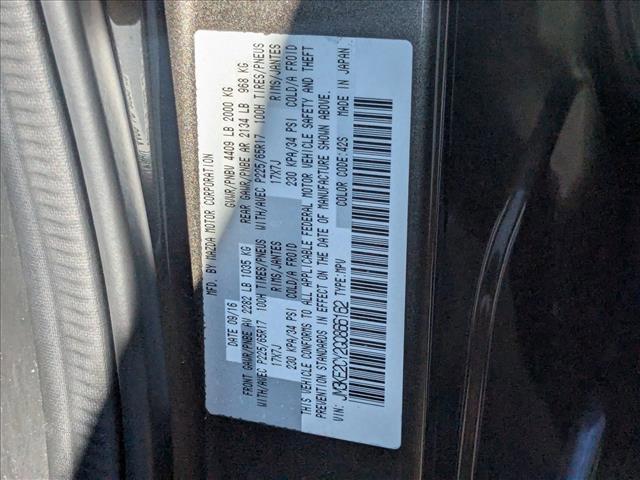 MFD. BY MAZDA MOTOR CORPORATION
DATE 09/16 GVWR/PNBV 4409 LB 2000 KG
FRONT GAWR/PNBE AV 2282 LB 1035 KG REAR GAWR/PNBE AR 2134 LB 968 KG
WITH/AVEC P225/65R17 100H TIRES/PNEUS WITH/AVEC P225/65R17 100H TIRES/PNEUS
17X7J RIMS/JANTES 17X7J RIMS/JANTES
230 KPA/34 PSI COLD/A FROID 230 KPA/34 PSI COLD/A FROID
THIS VEHICLE CONFORMS TO ALL APPLICABLE FEDERAL MOTOR VEHICLE SAFETY AND THEFT
PREVENTION STANDARDS IN EFFECT ON THE DATE OF MANUFACTURE SHOWN ABOVE.
VIN: JM3KE2CY2G0866162 TYPE:MPV COLOR CODE:42S MADE IN JAPAN